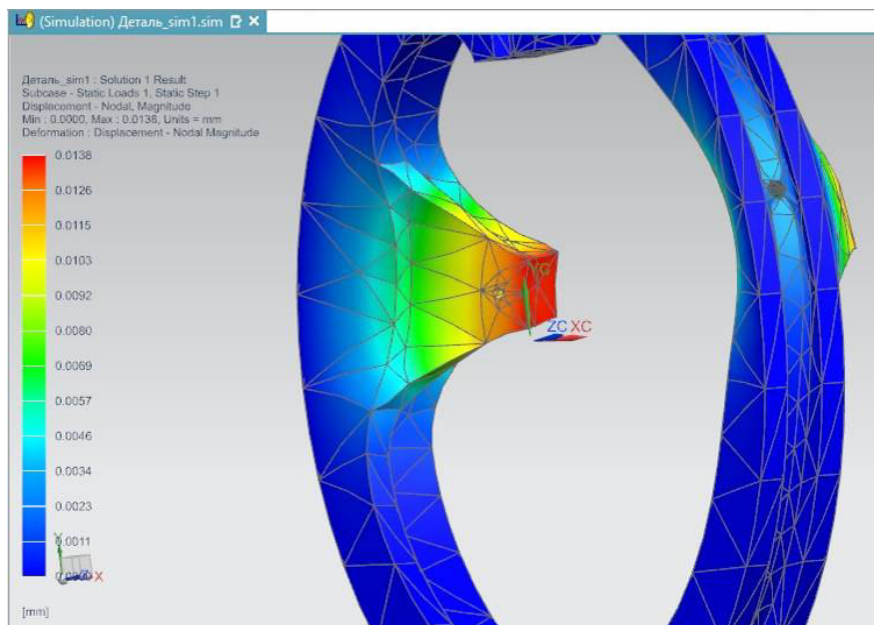 (Simulation) Деталь_sim1.sim
Деталь_sim1 : Solution 1 Result
Subcase - Static Loads 1, Static Step 1
Displacement - Nodal, Magnitude
Min : 0.0000, Max : 0.0138, Units = mm
Deformation : Displacement - Nodal Magnitude
0.0138
0.0126
0.0115
0.0103
0.0092
0.0080
0.0069
0.0057
0.0046
0.0034
0.0023
0.0011
[mm]
Y
X
YC
ZC XC